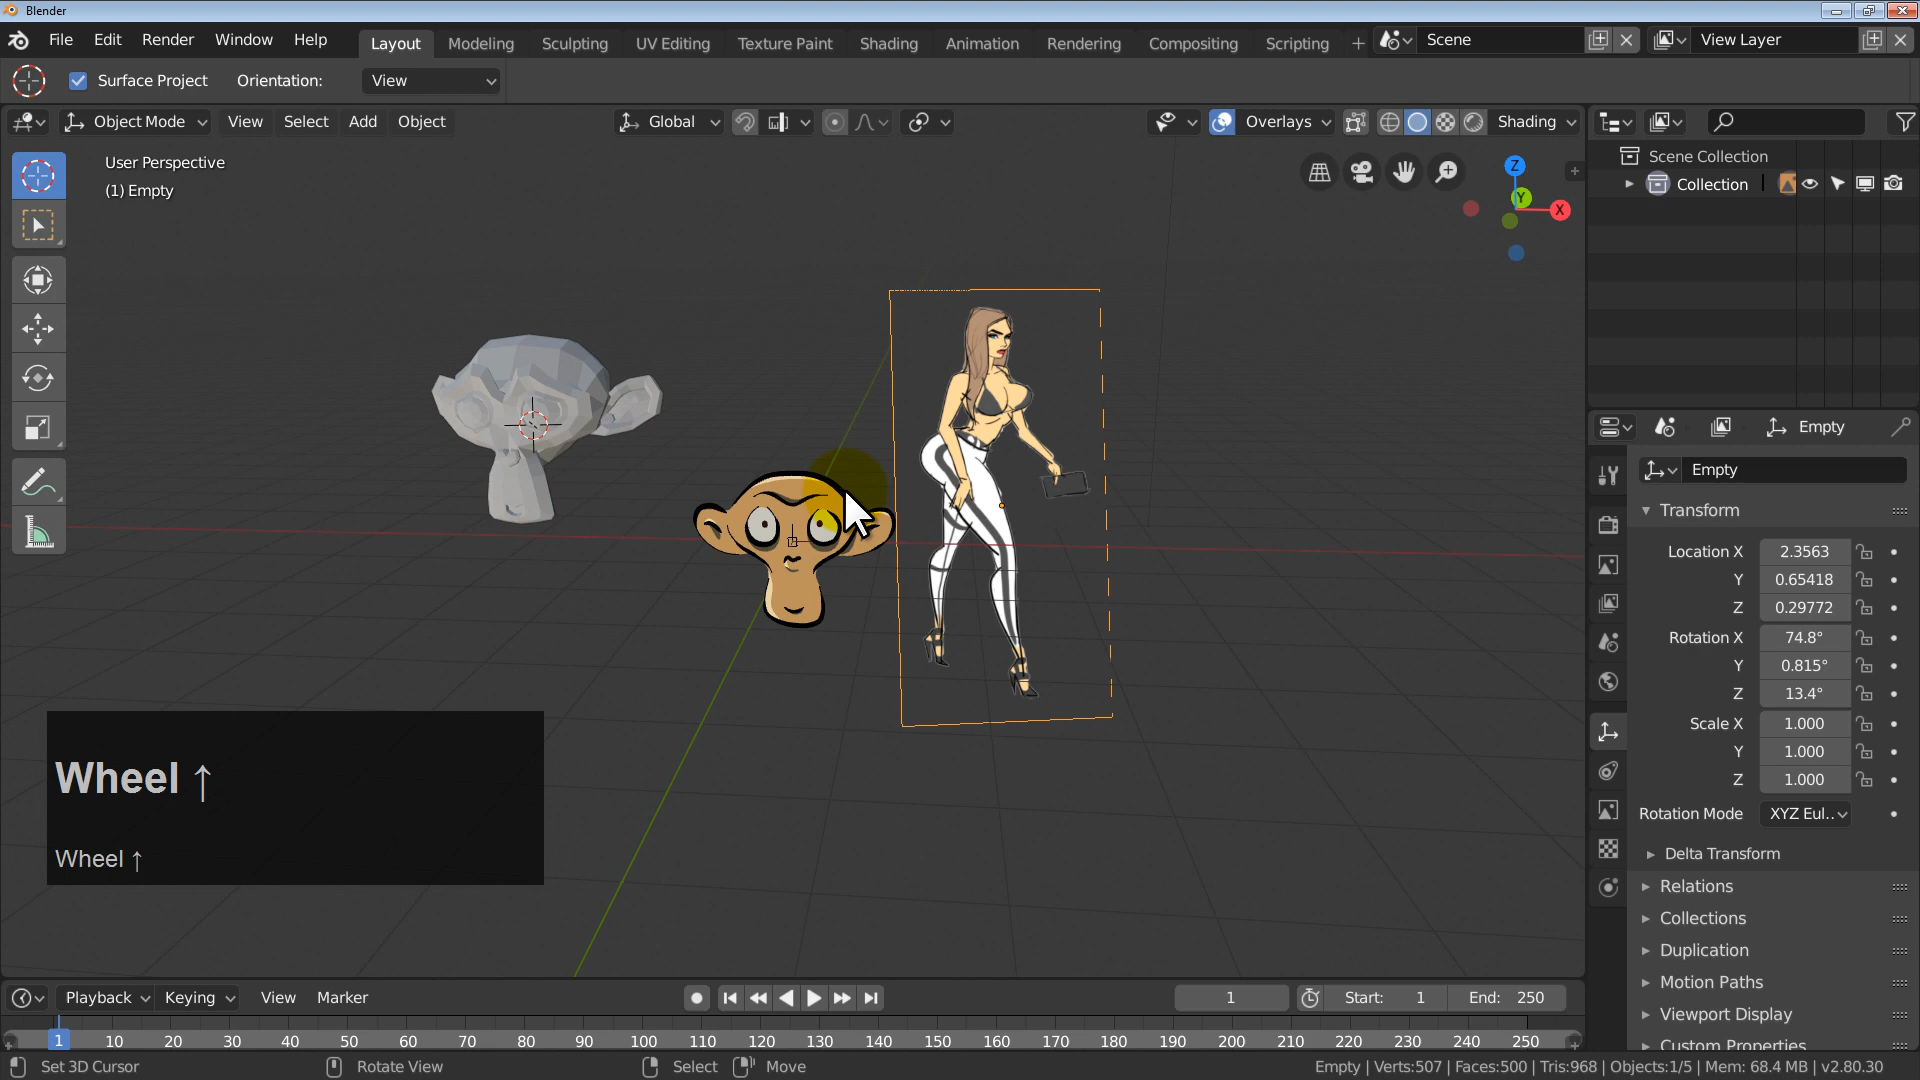 Blender
File Edit Render Window Help Layout Modeling Sculpting UV Editing Texture Paint Shading Animation Rendering Compositing Scripting + Scene View Layer
Surface Project Orientation: View
Object Mode View Select Add Object Global Overlays Shading
User Perspective
(1) Empty
Z
Y
X
Scene Collection
Collection
Empty
Empty
Transform
Location X 2.3563
Y 0.65418
Z 0.29772
Rotation X 74.8°
Y 0.815°
Z 13.4°
Scale X 1.000
Y 1.000
Z 1.000
Rotation Mode XYZ Eul..
Delta Transform
Relations
Collections
Duplication
Motion Paths
Viewport Display
Custom Properties
Wheel ↑
Wheel ↑
Playback Keying View Marker 1 Start: 1 End: 250
1 10 20 30 40 50 60 70 80 90 100 110 120 130 140 150 160 170 180 190 200 210 220 230 240 250
Set 3D Cursor Rotate View Select Move Empty | Verts:507 | Faces:500 | Tris:968 | Objects:1/5 | Mem: 68.4 MB | v2.80.30